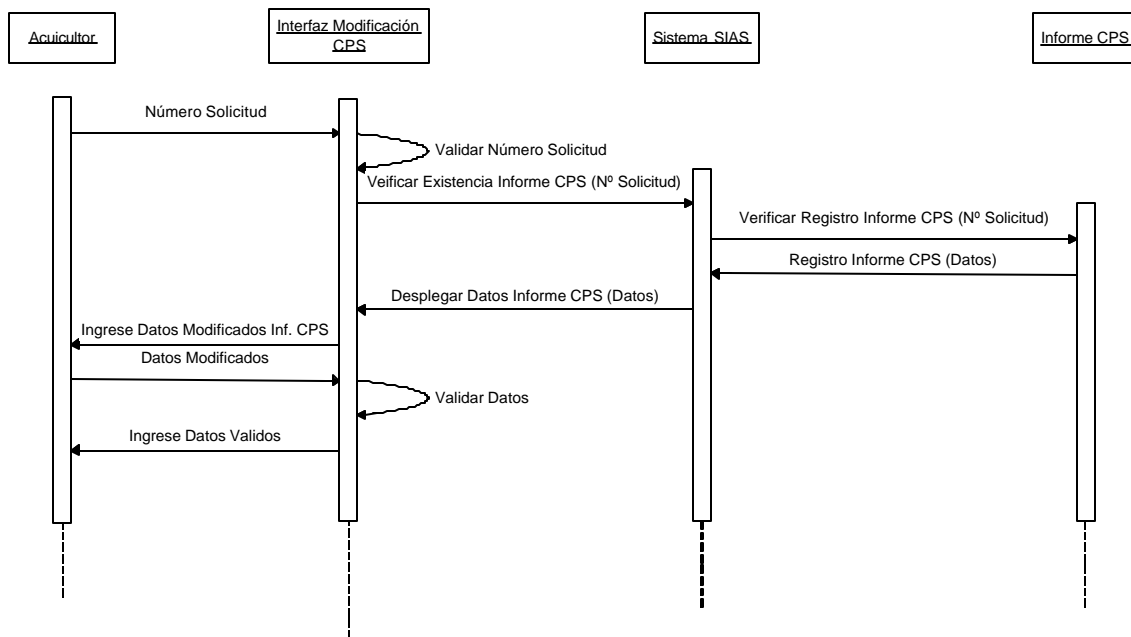 Acuicultor
Interfaz Modificación
CPS
Sistema SIAS
Informe CPS
Número Solicitud
Validar Número Solicitud
Veificar Existencia Informe CPS (Nº Solicitud)
Verificar Registro Informe CPS (Nº Solicitud)
Registro Informe CPS (Datos)
Desplegar Datos Informe CPS (Datos)
Ingrese Datos Modificados Inf. CPS
Datos Modificados
Validar Datos
Ingrese Datos Validos